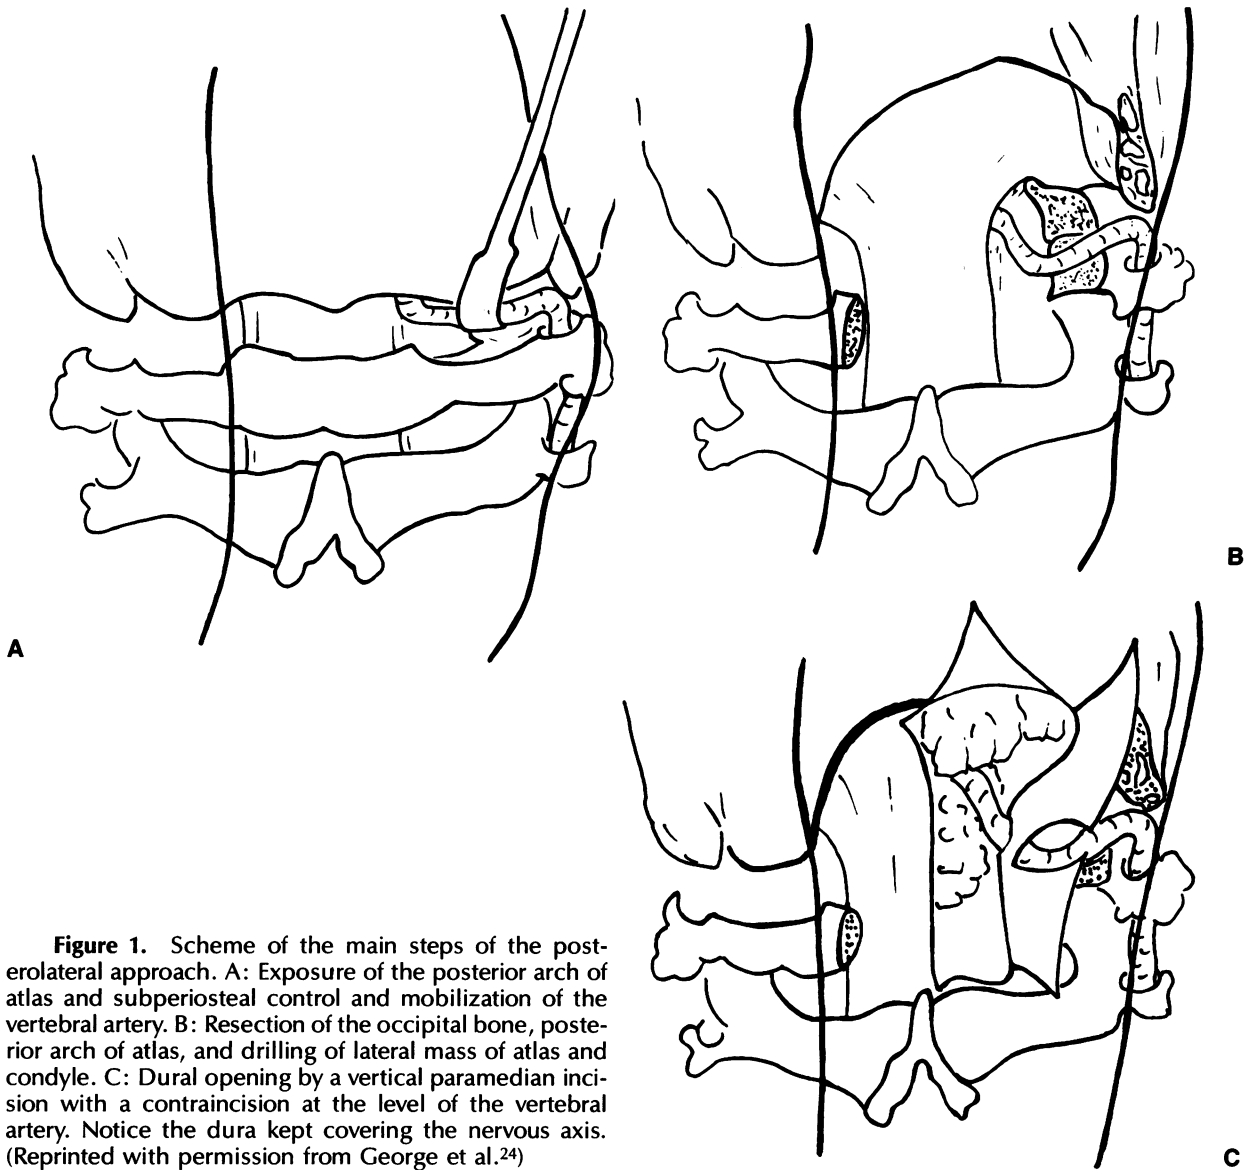 A
B
C
Figure 1. Scheme of the main steps of the post-
erolateral approach. A: Exposure of the posterior arch of
atlas and subperiosteal control and mobilization of the
vertebral artery. B: Resection of the occipital bone, poste-
rior arch of atlas, and drilling of lateral mass of atlas and
condyle. C: Dural opening by a vertical paramedian inci-
sion with a contraincision at the level of the vertebral
artery. Notice the dura kept covering the nervous axis.
(Reprinted with permission from George et al.24)